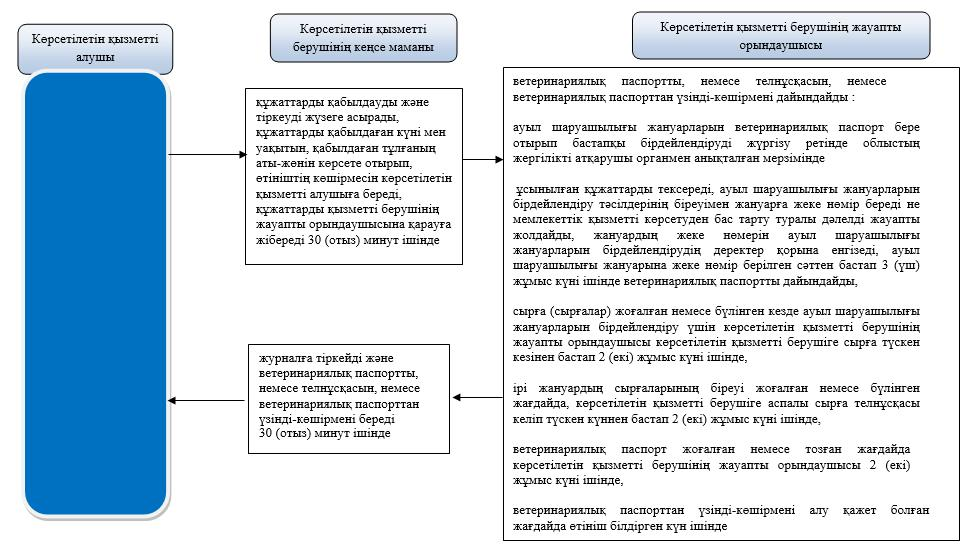 Көрсетілетін қызметті
алушы
Көрсетілетін қызметті
берушінің кеңсе маманы
Көрсетілетін қызметті берушінің жауапты
орындаушысы
құжаттарды қабылдауды және
тіркеуді жүзеге асырады,
құжаттарды қабылдаған күні мен
уақытын, қабылдаған тұлғаның
аты-жөнін көрсете отырып,
өтініштің көшірмесін көрсетілетін
қызметті алушыға береді,
құжаттарды қызметті берушінің
жауапты орындаушысына қарауға
жібереді 30 (отыз) минут ішінде
ветеринариялық паспортты, немесе телнұсқасын, немесе
ветеринариялық паспорттан үзінді-көшірмені дайындайды :
ауыл шаруашылығы жануарларын ветеринариялық паспорт бере
отырып бастапқы бірдейлендіруді жүргізу ретінде облыстың
жергілікті атқарушы органмен анықталған мерзімінде
ұсынылған құжаттарды тексереді, ауыл шаруашылығы жануарларын
бірдейлендіру тәсілдерінің біреуімен жануарға жеке нөмір береді не
мемлекеттік қызметті көрсетуден бас тарту туралы дәлелді жауапты
жолдайды, жануардың жеке нөмерін ауыл шаруашылығы
жануарларын бірдейлендірудің деректер қорына енгізеді, ауыл
шаруашылығы жануарына жеке нөмір берілген сәттен бастап 3 (үш)
жұмыс күні ішінде ветеринариялық паспортты дайындайды,
сырға (сырғалар) жоғалған немесе бүлінген кезде ауыл шаруашылығы
жануарларын бірдейлендіру үшін көрсетілетін қызметті берушінің
жауапты орындаушысы көрсетілетін қызметті берушіге сырға түскен
кезінен бастап 2 (екі) жұмыс күні ішінде,
ірі жануардың сырғаларының біреуі жоғалған немесе бүлінген
жағдайда, көрсетілетін қызметті берушіге аспалы сырға телнұсқасы
келіп түскен күннен бастап 2 (екі) жұмыс күні ішінде,
ветеринариялық паспорт жоғалған немесе тозған жағдайда
көрсетілетін қызметті берушінің жауапты орындаушысы 2 (екі)
жұмыс күні ішінде,
ветеринариялық паспорттан үзінді-көшірмені алу қажет болған
жағдайда өтініш білдірген күн ішінде
журналға тіркейді және
ветеринариялық паспортты,
немесе телнұсқасын, немесе
ветеринариялық паспорттан
үзінді-көшірмені береді
30 (отыз) минут ішінде